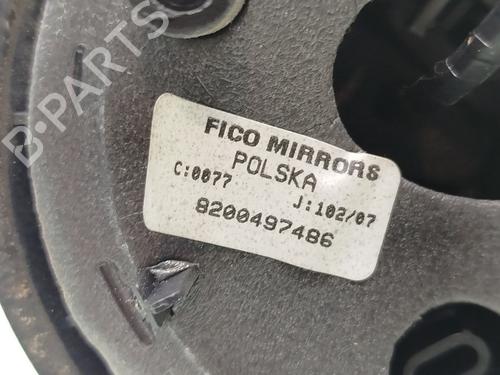 B-PARTS
FICO MIRRORS
POLSKA
C:0077 J:102/07
8200497486